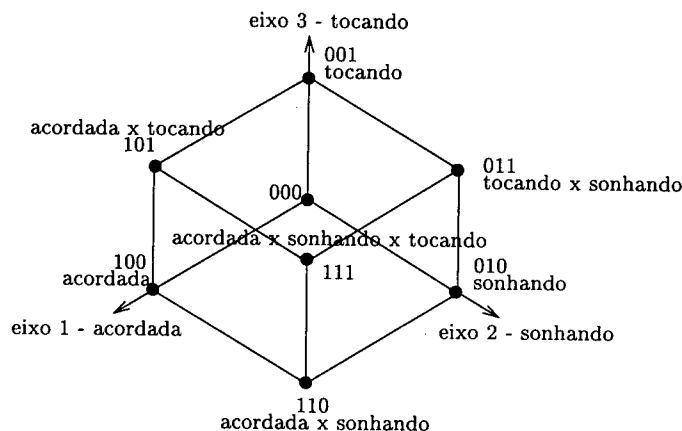 eixo 3 - tocando
001
tocando
acordada x tocando
101
011
tocando x sonhando
000
acordada x sonhando x tocando
111
100
acordada
010
sonhando
eixo 1 - acordada
eixo 2 - sonhando
110
acordada x sonhando